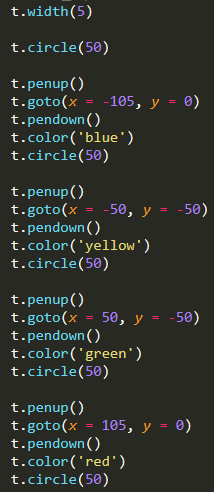 t.width(5)
t.circle(50)
t.penup()
t.goto(x = -105, y = 0)
t.pendown()
t.color('blue')
t.circle(50)
t.penup()
t.goto(x = -50, y = -50)
t.pendown()
t.color('yellow')
t.circle(50)
t.penup()
t.goto(x = 50, y = -50)
t.pendown()
t.color('green')
t.circle(50)
t.penup()
t.goto(x = 105, y = 0)
t.pendown()
t.color('red')
t.circle(50)